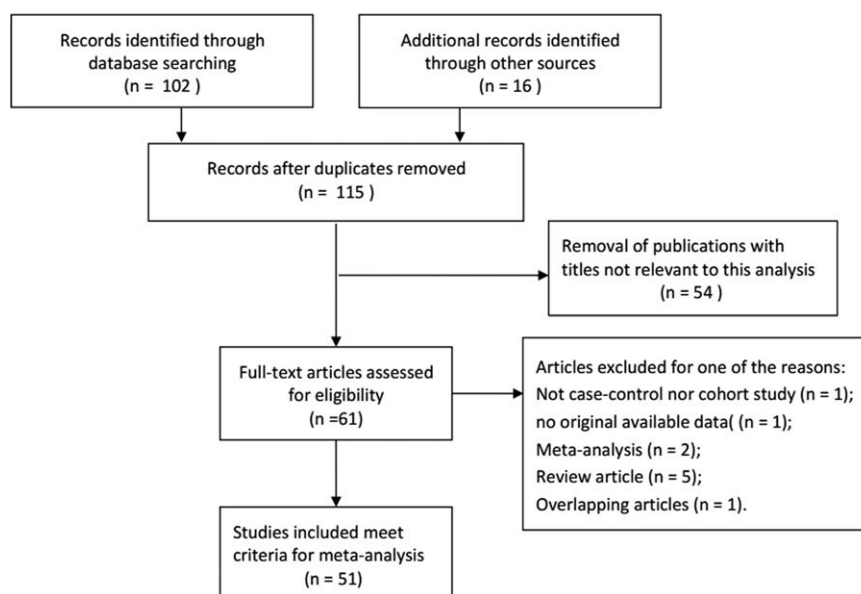 Records identified through
database searching
(n = 102 )
Additional records identified
through other sources
(n = 16 )
Records after duplicates removed
(n = 115 )
Removal of publications with
titles not relevant to this analysis
(n = 54 )
Full-text articles assessed
for eligibility
(n =61)
Articles excluded for one of the reasons:
Not case-control nor cohort study (n = 1);
no original available data( (n = 1);
Meta-analysis (n = 2);
Review article (n = 5);
Overlapping articles (n = 1).
Studies included meet
criteria for meta-analysis
(n = 51)